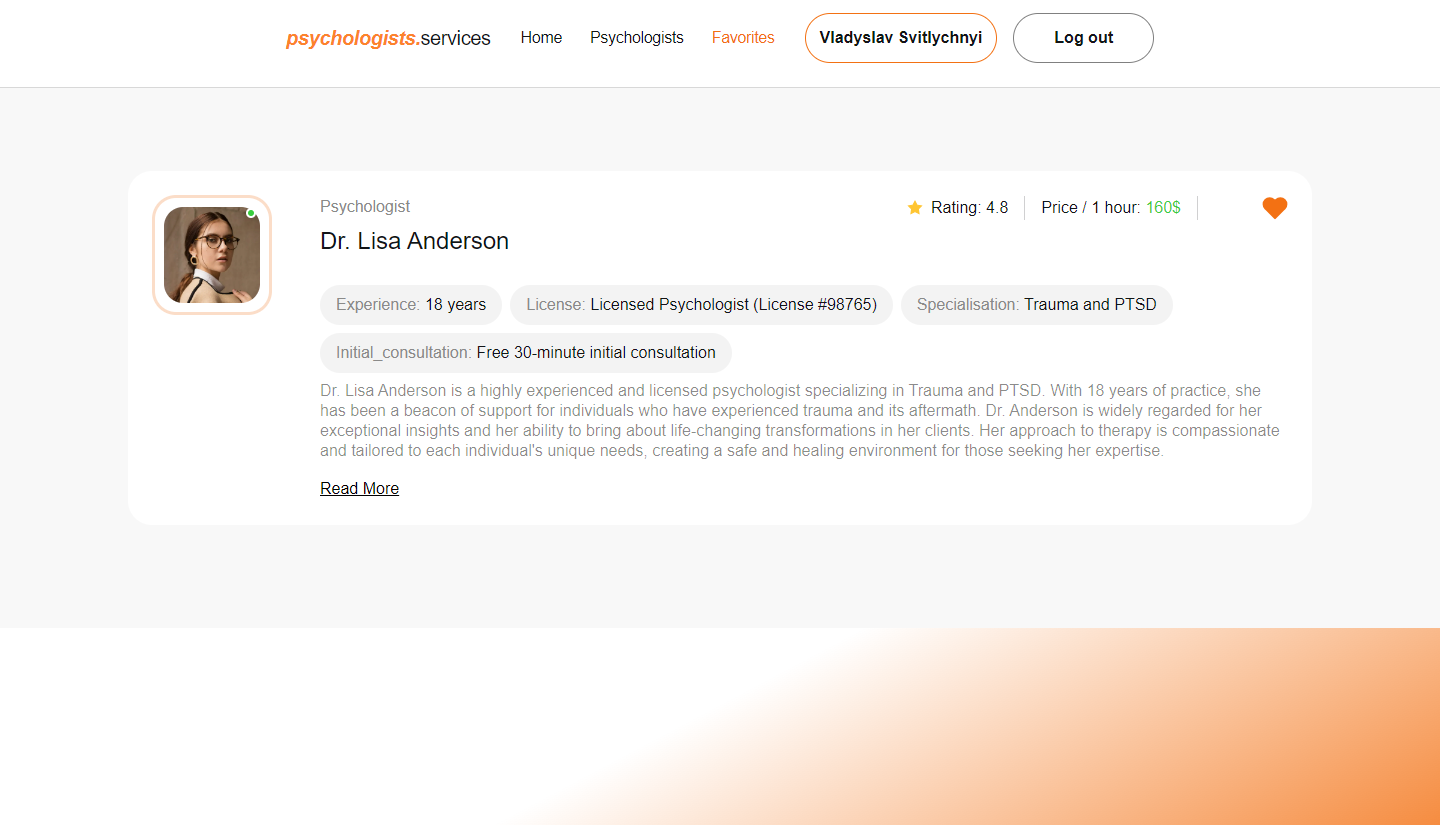 psychologists.services Home Psychologists Favorites Vladyslav Svitlychnyi Log out
Psychologist
Rating: 4.8 Price / 1 hour: 160$
Dr. Lisa Anderson
Experience: 18 years License: Licensed Psychologist (License #98765) Specialisation: Trauma and PTSD
Initial_consultation: Free 30-minute initial consultation
Dr. Lisa Anderson is a highly experienced and licensed psychologist specializing in Trauma and PTSD. With 18 years of practice, she
has been a beacon of support for individuals who have experienced trauma and its aftermath. Dr. Anderson is widely regarded for her
exceptional insights and her ability to bring about life-changing transformations in her clients. Her approach to therapy is compassionate
and tailored to each individual's unique needs, creating a safe and healing environment for those seeking her expertise.
Read More